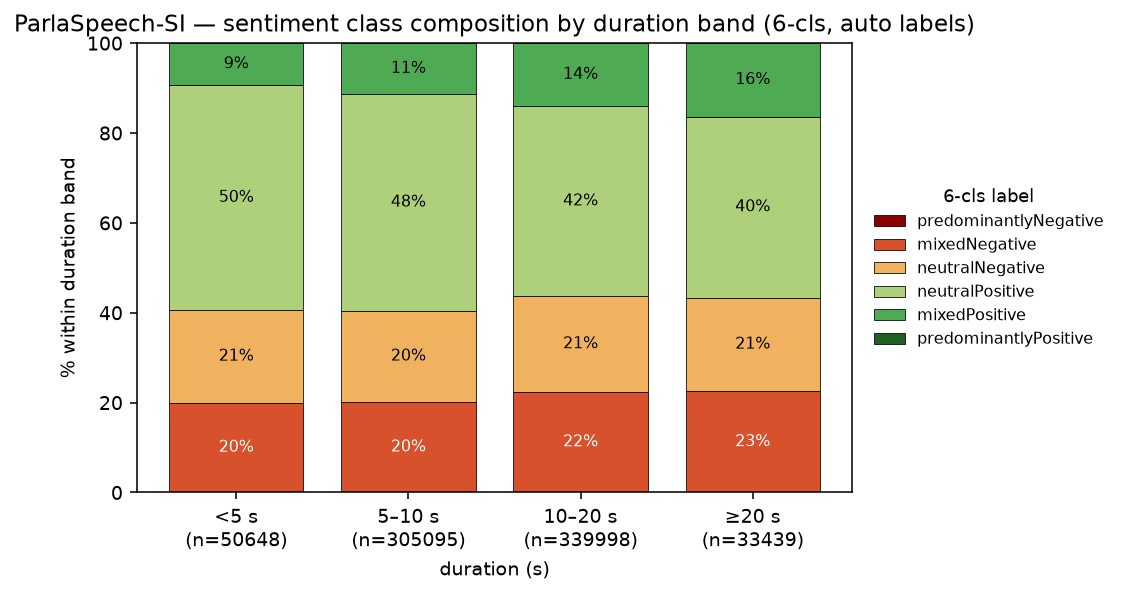 ParlaSpeech-SI — sentiment class composition by duration band (6-cls, auto labels)
% within duration band
100
80
60
40
20
0
9%
11%
14%
16%
50%
48%
42%
40%
21%
20%
21%
21%
20%
20%
22%
23%
<5 s
(n=50648)
5–10 s
(n=305095)
10–20 s
(n=339998)
≥20 s
(n=33439)
duration (s)
6-cls label
predominantlyNegative
mixedNegative
neutralNegative
neutralPositive
mixedPositive
predominantlyPositive